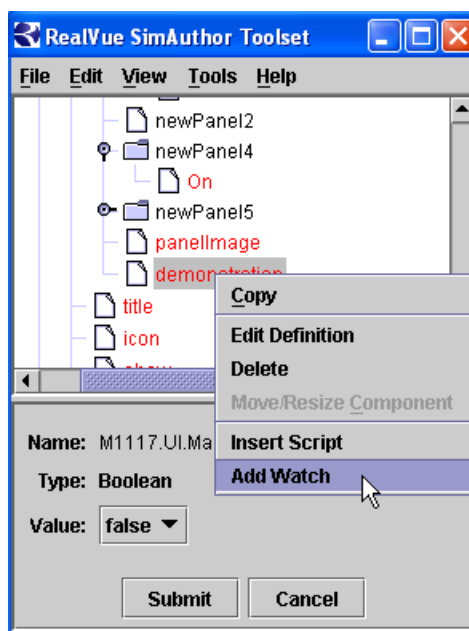 RealVue SimAuthor Toolset
File Edit View Tools Help
newPanel2
newPanel4
On
newPanel5
panelImage
demonstration
title
icon
Copy
Edit Definition
Delete
Move/Resize Component
Insert Script
Add Watch
Name: M1117.UI.Ma
Type: Boolean
Value: false
Submit Cancel